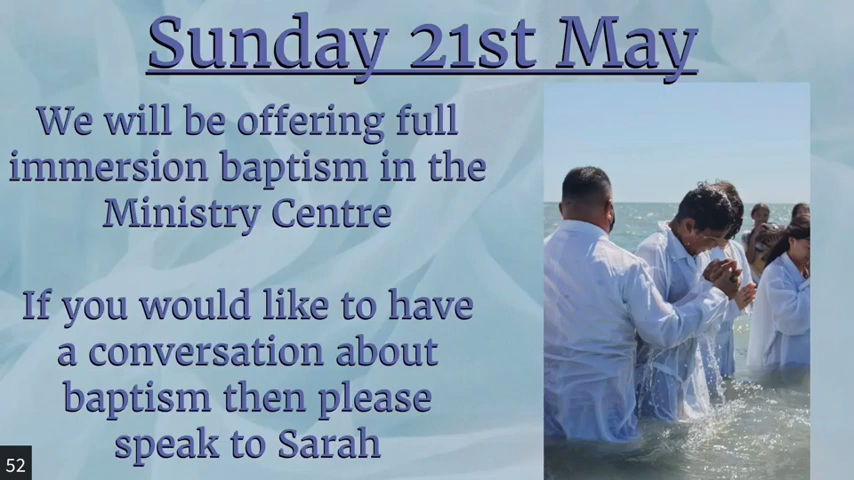 Sunday 21st May
We will be offering full
immersion baptism in the
Ministry Centre
If you would like to have
a conversation about
baptism then please
speak to Sarah
52